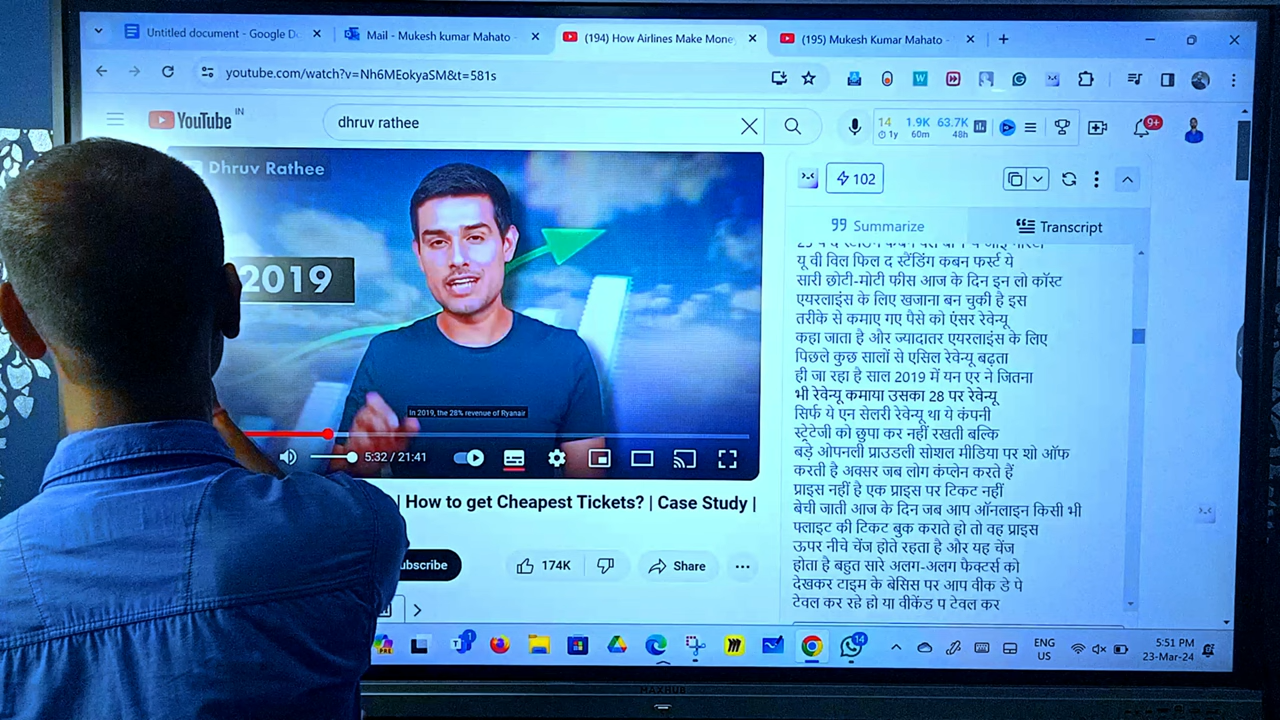 Untitled document - Google D
Mail - Mukesh kumar Mahato -
(194) How Airlines Make Money
(195) Mukesh Kumar Mahato -
youtube.com/watch?v=Nh6MEokyaSM&t=581s
YouTube IN
dhruv rathee
14 1.9K 63.7K
1y 60m 48h
9+
Dhruv Rathee
2019
In 2019, the 28% revenue of Ryanair
5:32 / 21:41
| How to get Cheapest Tickets? | Case Study |
ubscribe
174K
Share
102
Summarize
Transcript
यू वी विल फिल द स्टैंडिंग कबन फर्स्ट ये
सारी छोटी-मोटी फीस आज के दिन इन लो कॉस्ट
एयरलाइंस के लिए खजाना बन चुकी है इस
तरीके से कमाए गए पैसे को एंसर रेवेन्यू
कहा जाता है और ज्यादातर एयरलाइंस के लिए
पिछले कुछ सालों से एसिल रेवेन्यू बढ़ता
ही जा रहा है साल 2019 में यन एर ने जितना
भी रेवेन्यू कमाया उसका 28 पर रेवेन्यू
सिर्फ ये एन सेलरी रेवेन्यू था ये कंपनी
स्ट्रेटेजी को छुपा कर नहीं रखती बल्कि
बड़े ओपनली प्राउडली सोशल मीडिया पर शो ऑफ
करती है अक्सर जब लोग कंप्लेन करते हैं
प्राइस नहीं है एक प्राइस पर टिकट नहीं
बेची जाती आज के दिन जब आप ऑनलाइन किसी भी
फ्लाइट की टिकट बुक कराते हो तो वह प्राइस
ऊपर नीचे चेंज होते रहता है और यह चेंज
होता है बहुत सारे अलग-अलग फैक्टर्स को
देखकर टाइम के बेसिस पर आप वीक डे पे
ट्रेवल कर रहे हो या वीकेंड प ट्रेवल कर
1
14
ENG
US
5:51 PM
23-Mar-24
MAXHUB